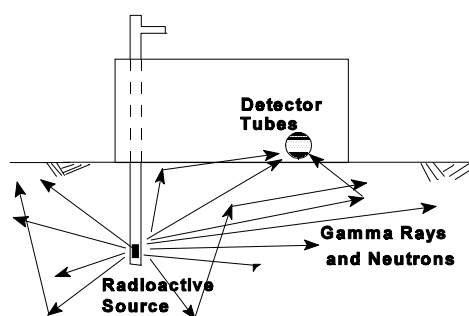 Detector
Tubes
Gamma Rays
and Neutrons
Radioactive
Source